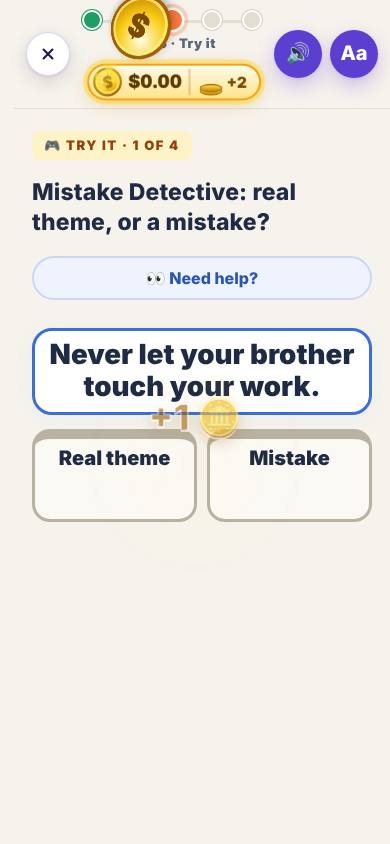 · Try it
$0.00
+2
Aa
TRY IT · 1 OF 4
Mistake Detective: real
theme, or a mistake?
Need help?
Never let your brother
touch your work.
+1
Real theme
Mistake